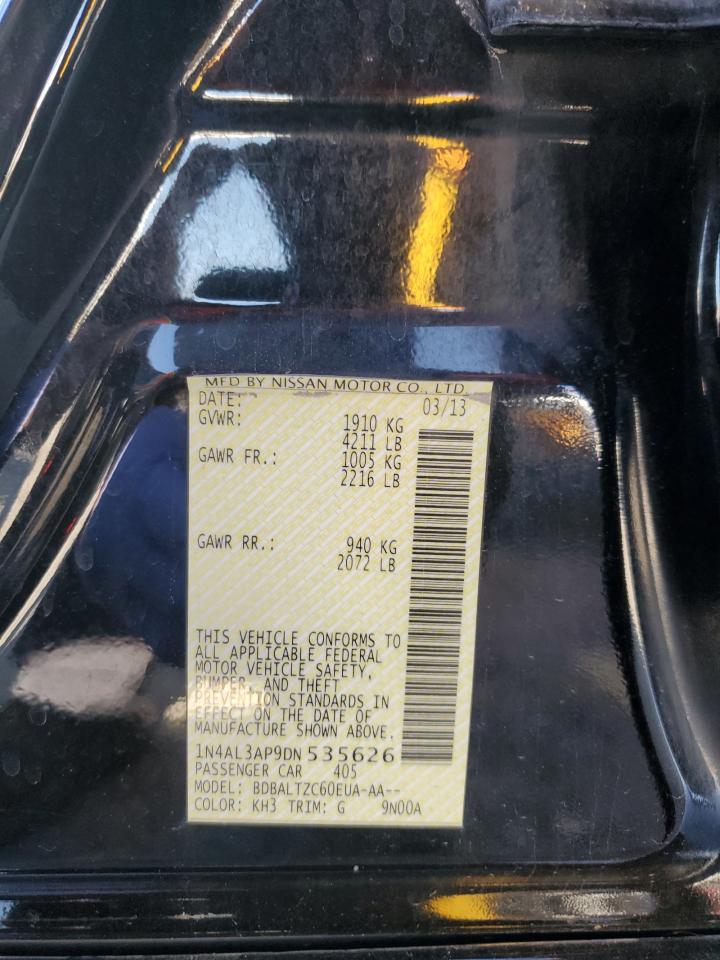 MFD BY NISSAN MOTOR CO., LTD
DATE: 03/13
GVWR: 1910 KG
4211 LB
GAWR FR.: 1005 KG
2216 LB
GAWR RR.: 940 KG
2072 LB
THIS VEHICLE CONFORMS TO
ALL APPLICABLE FEDERAL
MOTOR VEHICLE SAFETY,
BUMPER, AND THEFT
PREVENTION STANDARDS IN
EFFECT ON THE DATE OF
MANUFACTURE SHOWN ABOVE.
1N4AL3AP9DN535626
PASSENGER CAR 405
MODEL: BDBALTZC60EUA-AA--
COLOR: KH3 TRIM: G 9N00A